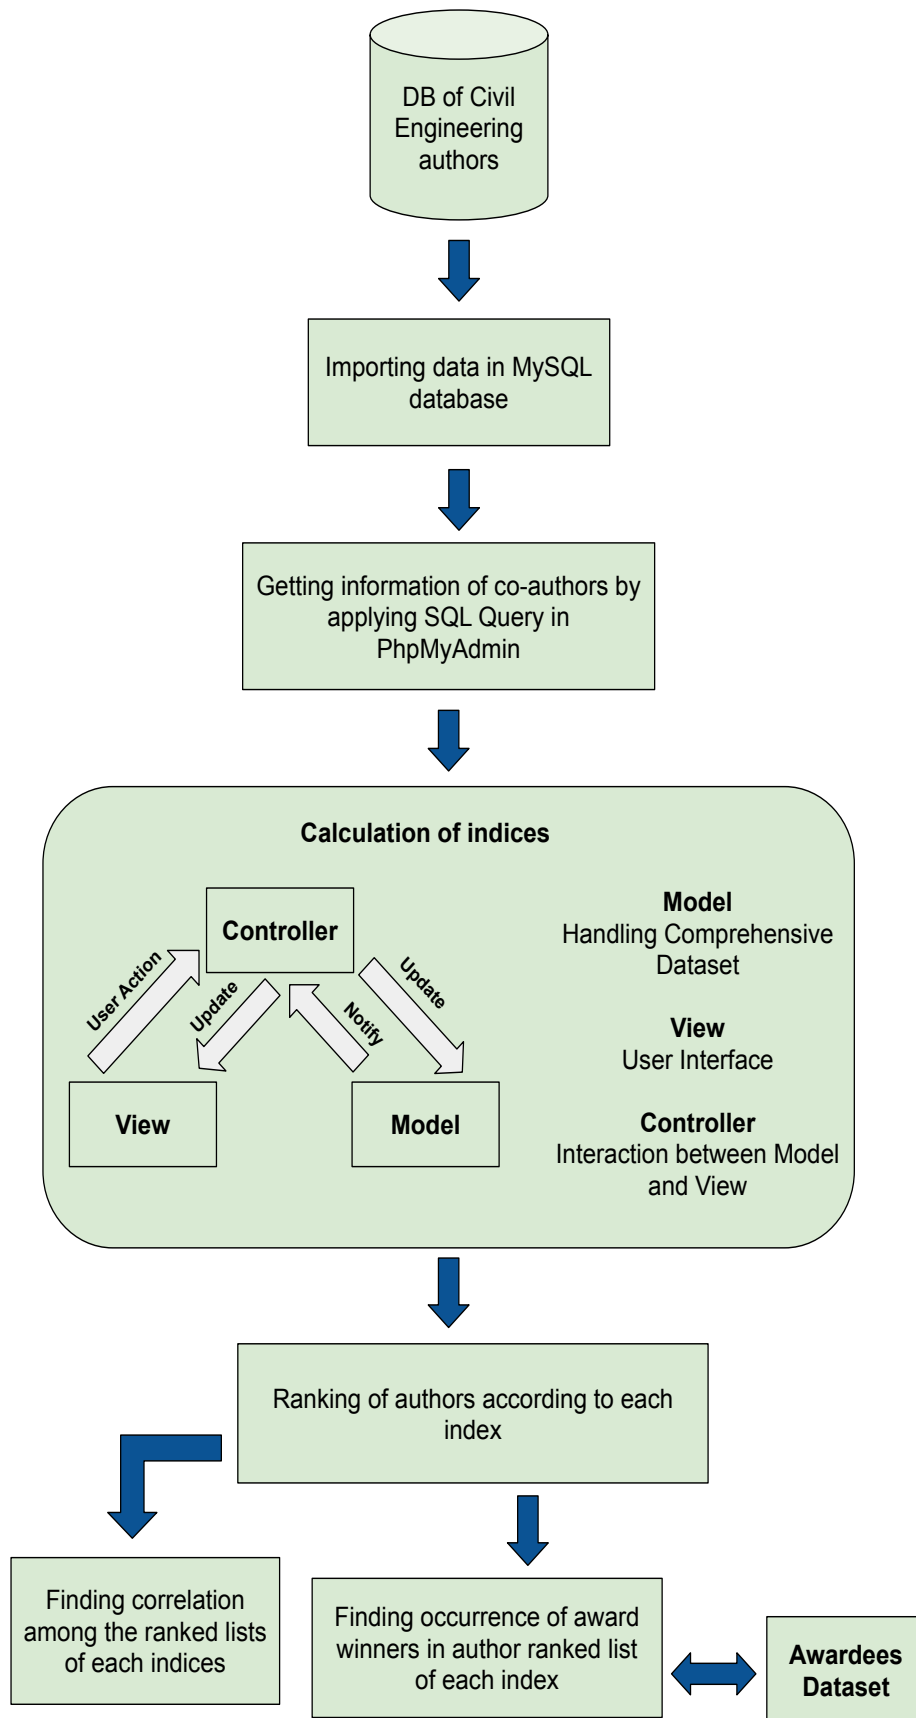 DB of Civil
Engineering
authors
Importing data in MySQL
database
Getting information of co-authors by
applying SQL Query in
PhpMyAdmin
Calculation of indices
Controller
User Action
Update
Notify
Update
View
Model
Model
Handling Comprehensive
Dataset
View
User Interface
Controller
Interaction between Model
and View
Ranking of authors according to each
index
Finding correlation
among the ranked lists
of each indices
Finding occurrence of award
winners in author ranked list
of each index
Awardees
Dataset